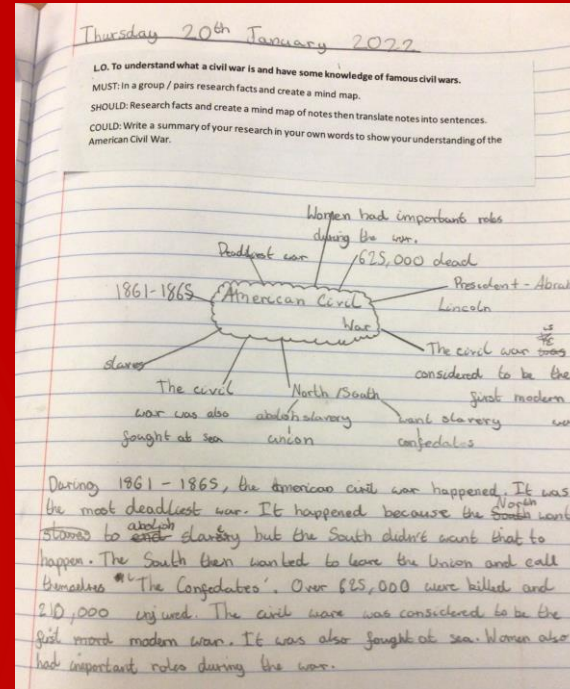 Thursday 20th January 2022
L.O. To understand what a civil war is and have some knowledge of famous civil wars.
MUST: In a group / pairs research facts and create a mind map.
SHOULD: Research facts and create a mind map of notes then translate notes into sentences.
COULD: Write a summary of your research in your own words to show your understanding of the
American Civil War.
Women had important roles
during the war.
Deadliest war
625,000 dead
1861-1865
American Civil
War
President - Abrah
Lincoln
The civil war is
considered to be the
first modern
war
slaves
The civil
war was also
fought at sea
North / South
abolsh slavery
union
want slavery
confedates
During 1861 - 1865, the American civil war happened. It was
the most deadliest war. It happened because the North want
to abolish slavery but the South didn't want that to
happen. The South then wanted to leave the Union and call
themselves "The Confedates'. Over 625,000 were killed and
210,000 injured. The civil ware was considered to be the
first modern war. It was also fought at sea. Women also
had important roles during the war.